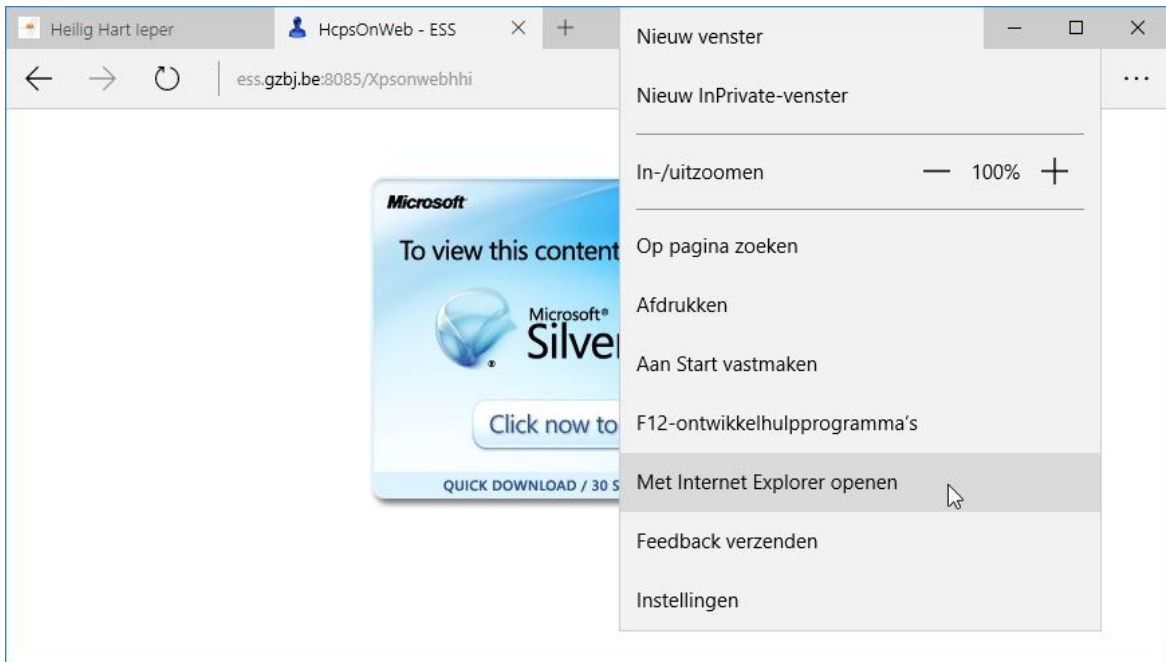 Heilig Hart Ieper
HcpsOnWeb - ESS
ess.gzbj.be:8085/Xpsonwebhhi
Nieuw venster
Nieuw InPrivate-venster
In-/uitzoomen
100%
Op pagina zoeken
Afdrukken
Aan Start vastmaken
F12-ontwikkelhulpprogramma's
Met Internet Explorer openen
Feedback verzenden
Instellingen
Microsoft
To view this content
Microsoft®
Silve
Click now to
QUICK DOWNLOAD / 30 S